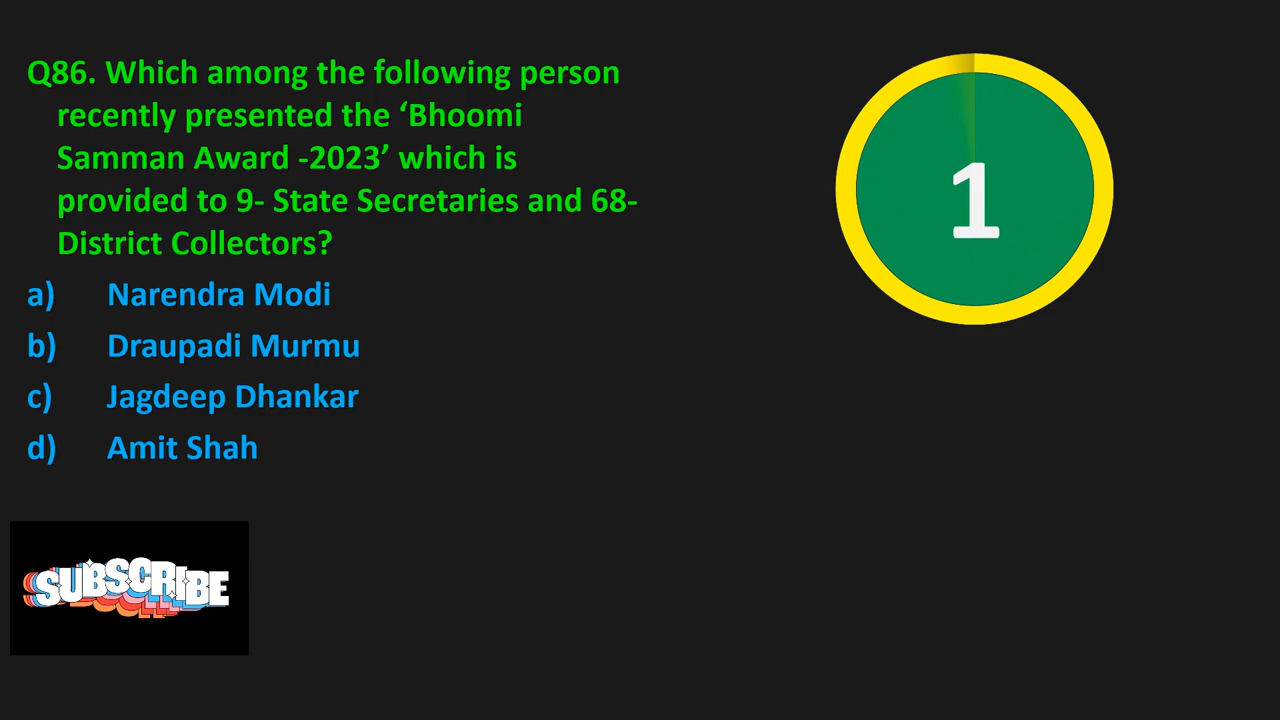 Q86. Which among the following person
recently presented the ‘Bhoomi
Samman Award -2023’ which is
provided to 9- State Secretaries and 68-
District Collectors?
a) Narendra Modi
b) Draupadi Murmu
c) Jagdeep Dhankar
d) Amit Shah
1
SUBSCRIBE